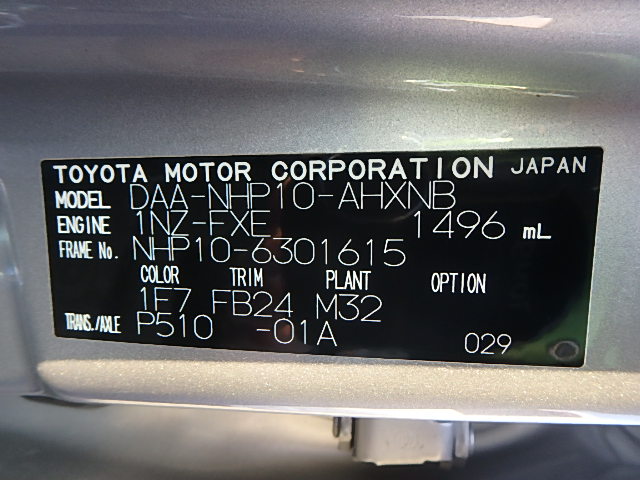 TOYOTA MOTOR CORPORATION JAPAN
MODEL DAA-NHP10-AHXNB
ENGINE 1NZ-FXE 1496 mL
FRAME No. NHP10-6301615
COLOR TRIM PLANT OPTION
1F7 FB24 M32
TRANS./AXLE P510 -01A 029